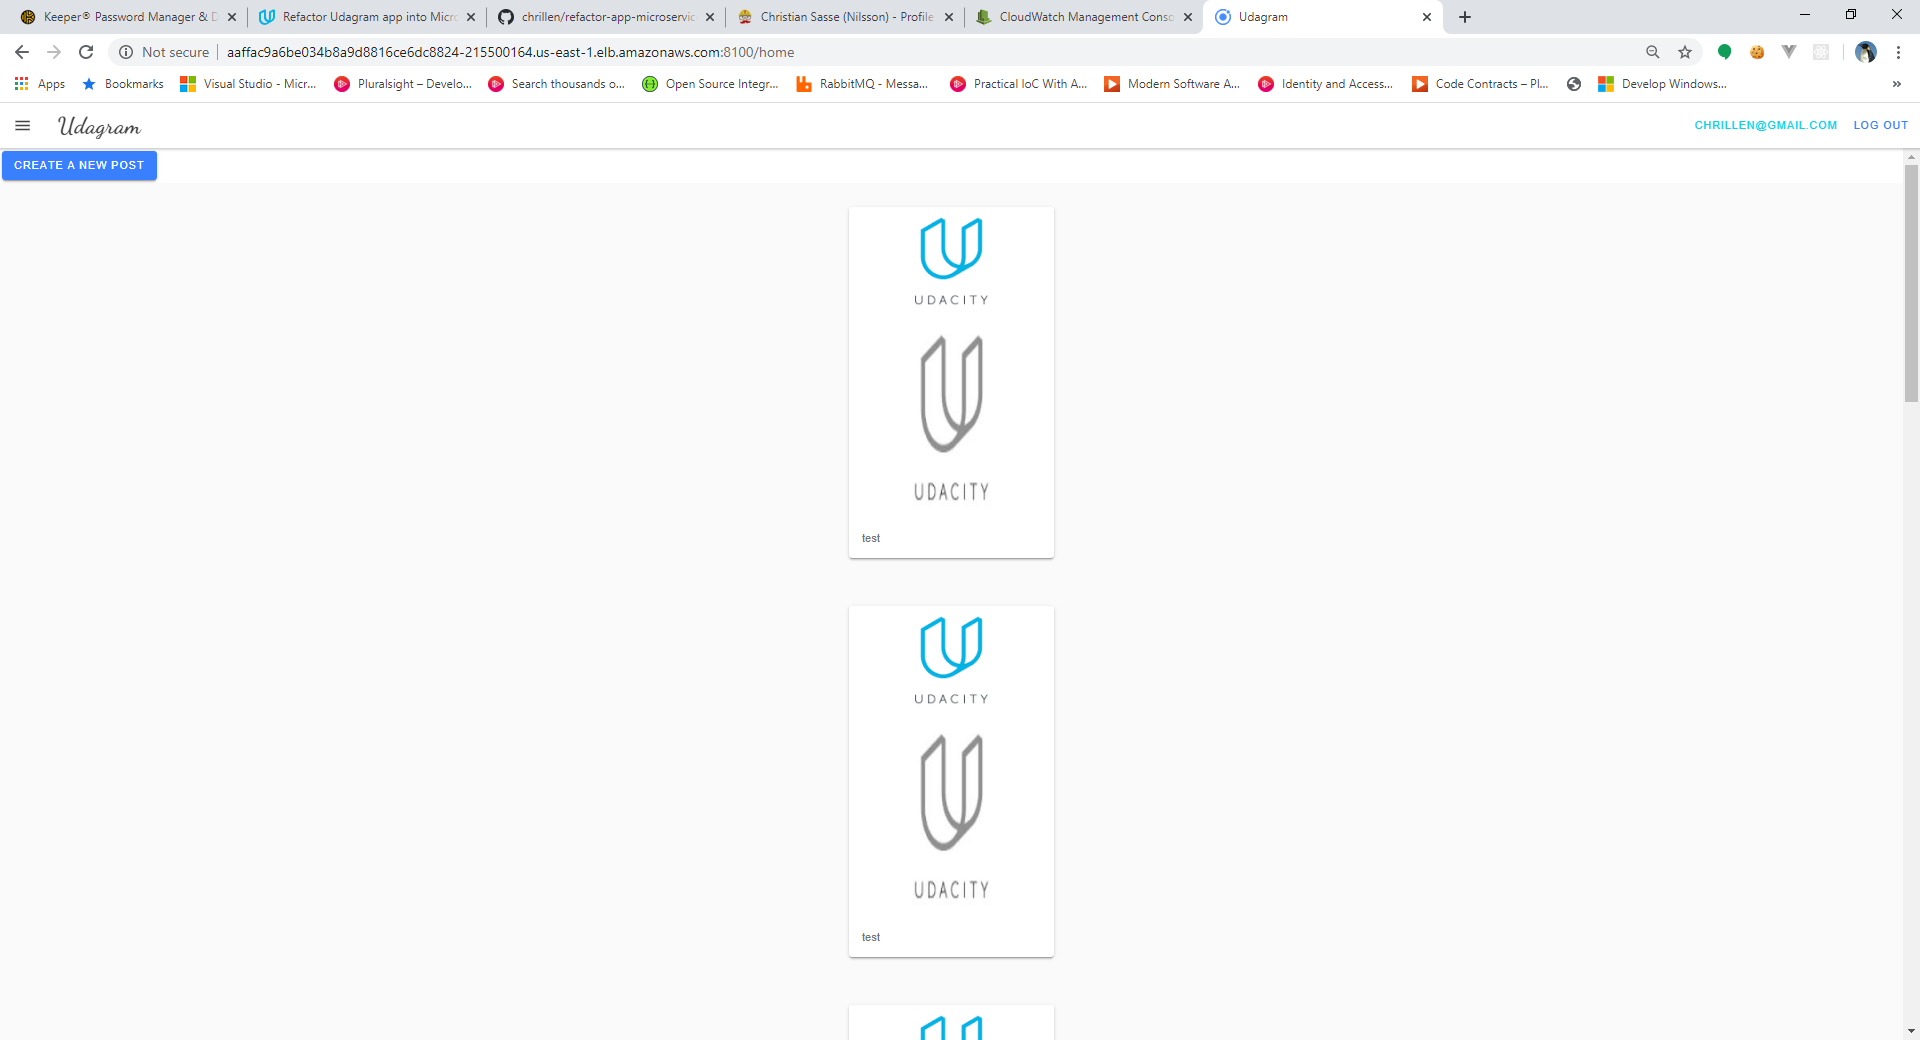 Keeper® Password Manager & D
Refactor Udagram app into Micro
chrillen/refactor-app-microservic
Christian Sasse (Nilsson) - Profile
CloudWatch Management Conso
Udagram
Not secure
aaffac9a6be034b8a9d8816ce6dc8824-215500164.us-east-1.elb.amazonaws.com:8100/home
Apps
Bookmarks
Visual Studio - Micr...
Pluralsight – Develo...
Search thousands o...
Open Source Integr...
RabbitMQ - Messa...
Practical IoC With A...
Modern Software A...
Identity and Access...
Code Contracts – Pl...
Develop Windows...
»
Udagram
CHRILLEN@GMAIL.COM
LOG OUT
CREATE A NEW POST
UDACITY
UDACITY
test
UDACITY
UDACITY
test